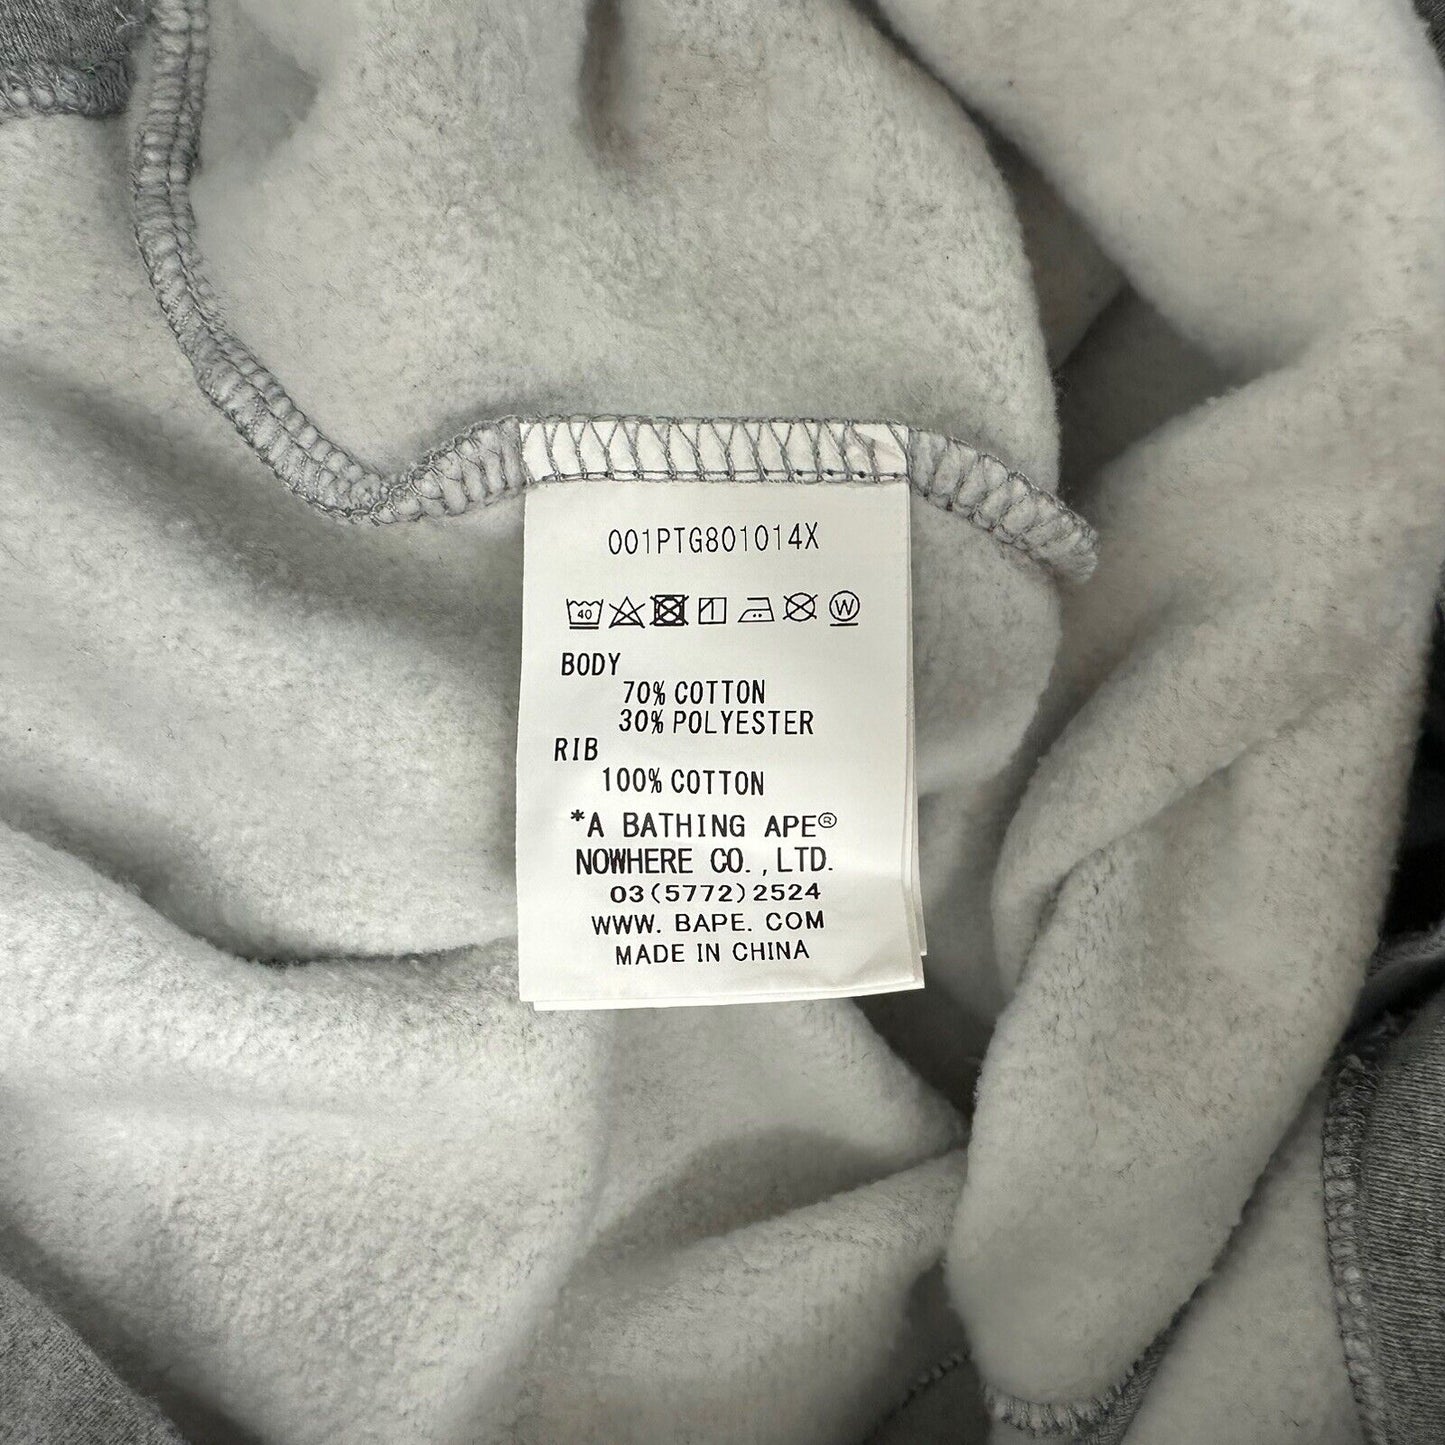 001PTG801014X
40 W
BODY
70% COTTON
30% POLYESTER
RIB
100% COTTON
*A BATHING APE®
NOWHERE CO., LTD.
03(5772)2524
WWW. BAPE. COM
MADE IN CHINA